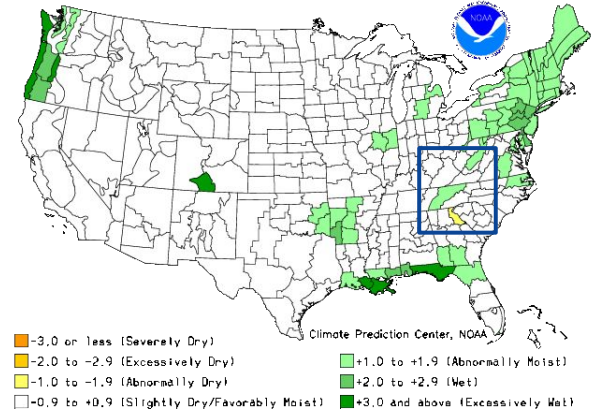 NOAA
Climate Prediction Center, NOAA
-3.0 or less (Severely Dry)
-2.0 to -2.9 (Excessively Dry)
-1.0 to -1.9 (Abnormally Dry)
-0.9 to +0.9 (Slightly Dry/Favorably Moist)
+1.0 to +1.9 (Abnormally Moist)
+2.0 to +2.9 (Wet)
+3.0 and above (Excessively Wet)